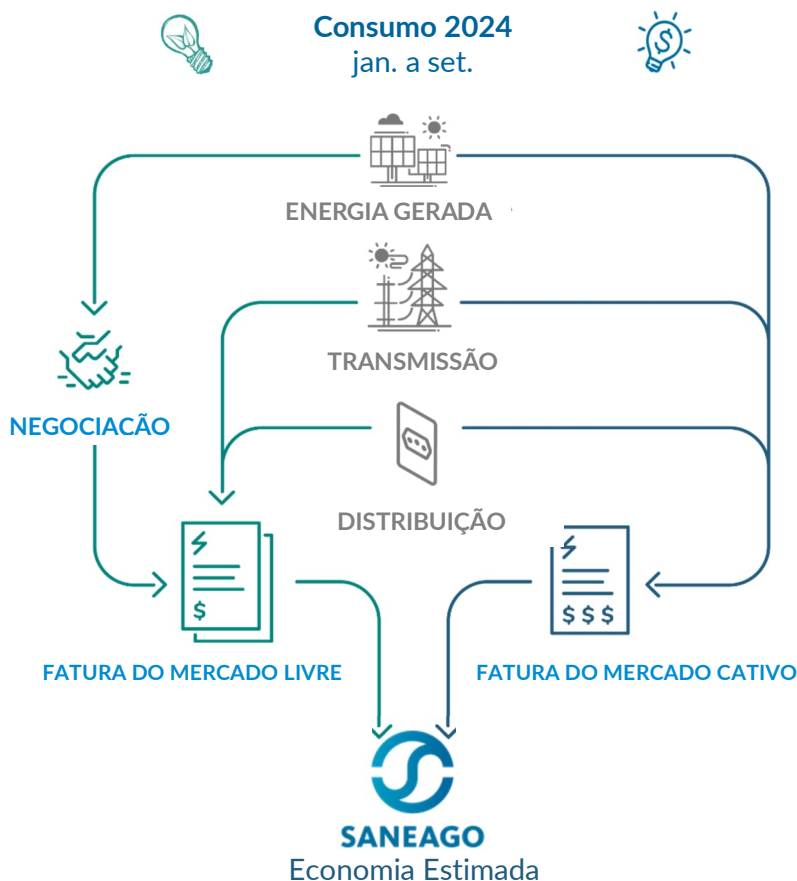 Consumo 2024
jan. a set.
$
ENERGIA GERADA
TRANSMISSÃO
NEGOCIACÃO
DISTRIBUIÇÃO
$
$ $ $
FATURA DO MERCADO LIVRE
FATURA DO MERCADO CATIVO
SANEAGO
Economia Estimada